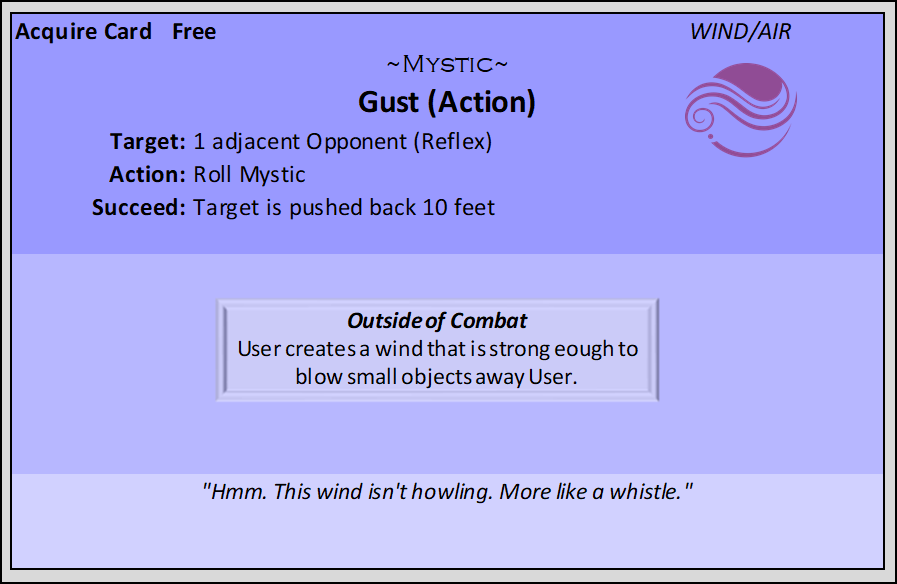 Acquire Card Free WIND/AIR
~Mystic~
Gust (Action)
Target: 1 adjacent Opponent (Reflex)
Action: Roll Mystic
Succeed: Target is pushed back 10 feet
Outside of Combat
User creates a wind that is strong eough to
blow small objects away User.
"Hmm. This wind isn't howling. More like a whistle."